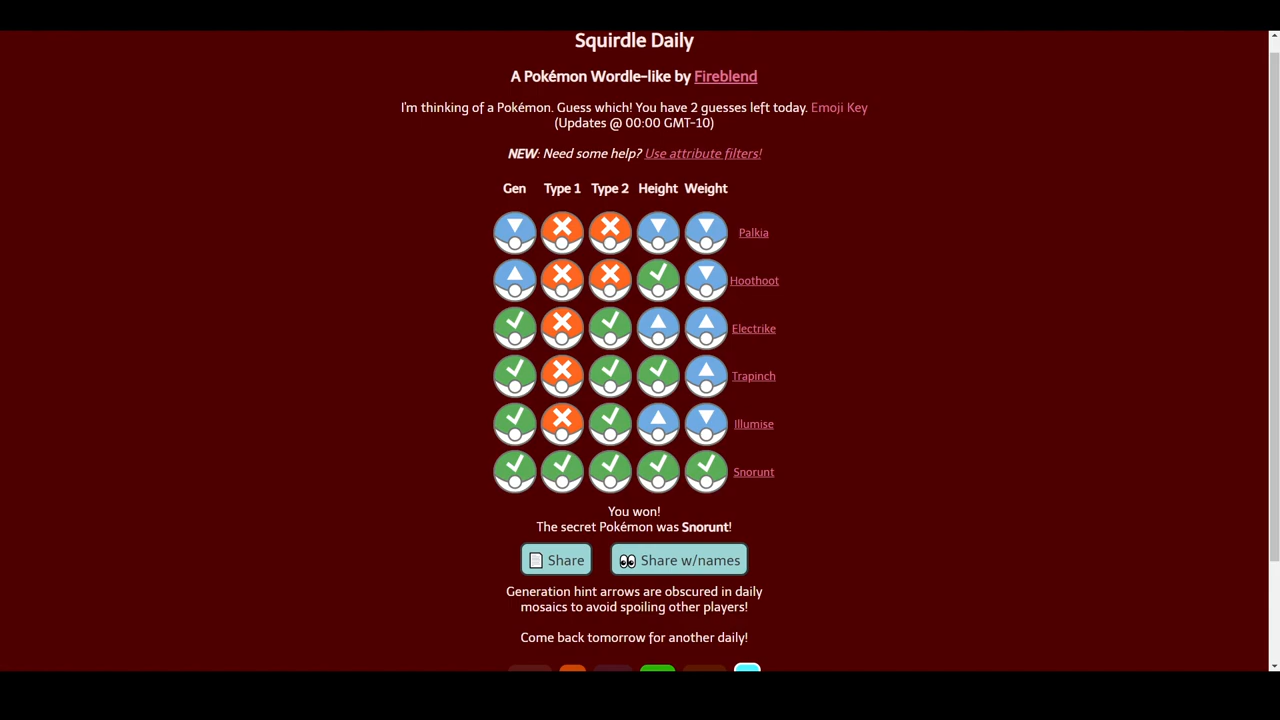 Squirdle Daily
A Pokémon Wordle-like by Fireblend
I'm thinking of a Pokémon. Guess which! You have 2 guesses left today. Emoji Key
(Updates @ 00:00 GMT-10)
NEW: Need some help? Use attribute filters!
Gen Type 1 Type 2 Height Weight
Palkia
Hoothoot
Electrike
Trapinch
Illumise
Snorunt
You won!
The secret Pokémon was Snorunt!
Share Share w/names
Generation hint arrows are obscured in daily
mosaics to avoid spoiling other players!
Come back tomorrow for another daily!